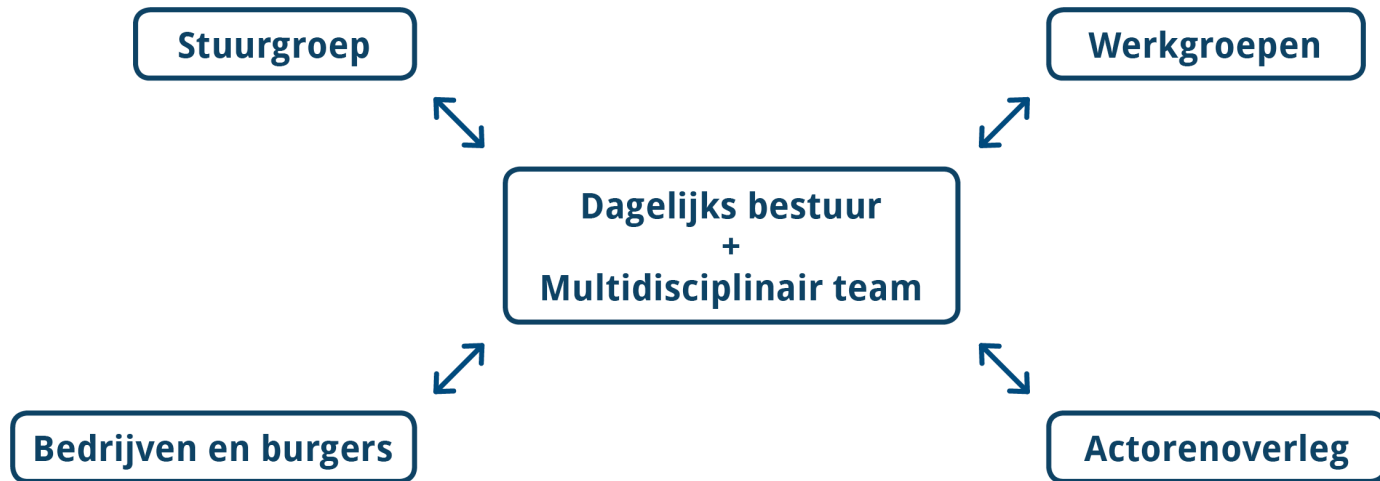 Stuurgroep
Werkgroepen
Dagelijks bestuur
+
Multidisciplinair team
Bedrijven en burgers
Actorenoverleg